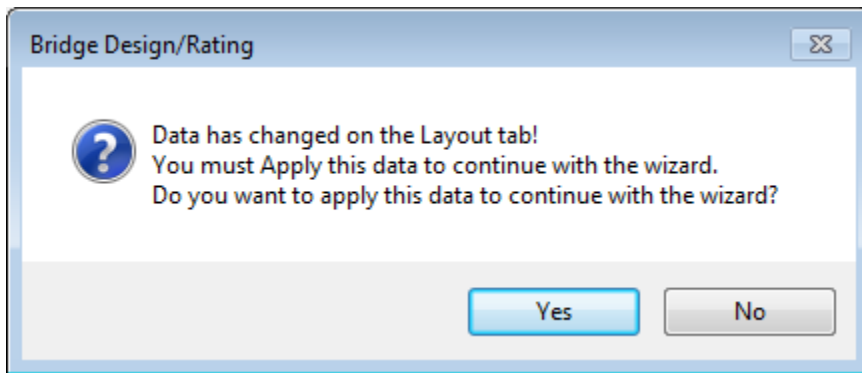 Bridge Design/Rating
Data has changed on the Layout tab!
You must Apply this data to continue with the wizard.
Do you want to apply this data to continue with the wizard?
Yes
No